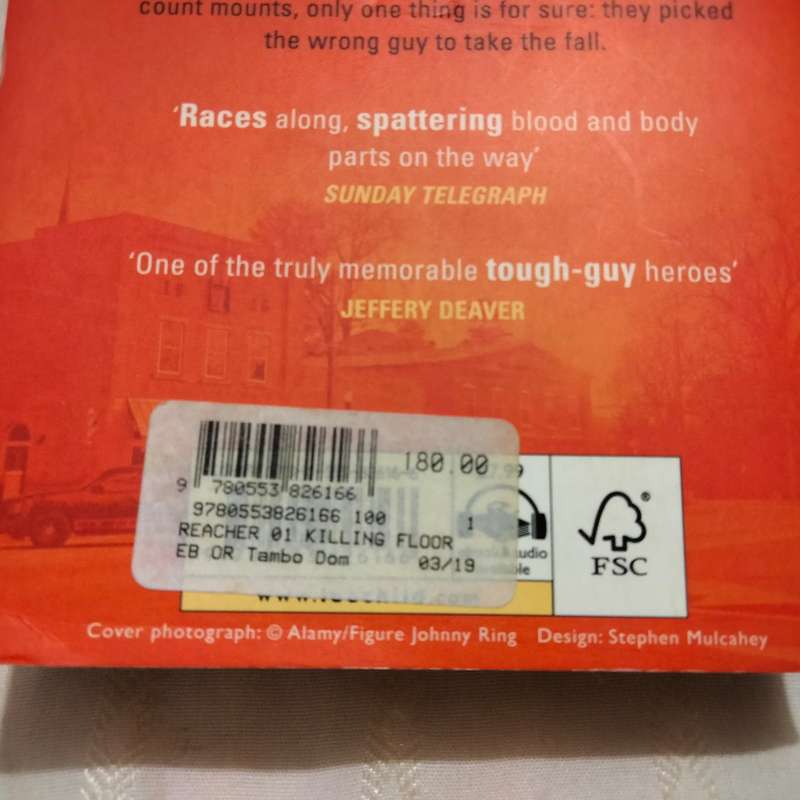 count mounts, only one thing is for sure: they picked
the wrong guy to take the fall.
‘Races along, spattering blood and body
parts on the way’
SUNDAY TELEGRAPH
‘One of the truly memorable tough-guy heroes’
JEFFERY DEAVER
180.00
9 780553 826166
9780553826166 100 1
REACHER 01 KILLING FLOOR
EB OR Tambo Dom 03/19
FSC
®
Cover photograph: © Alamy/Figure Johnny Ring Design: Stephen Mulcahey